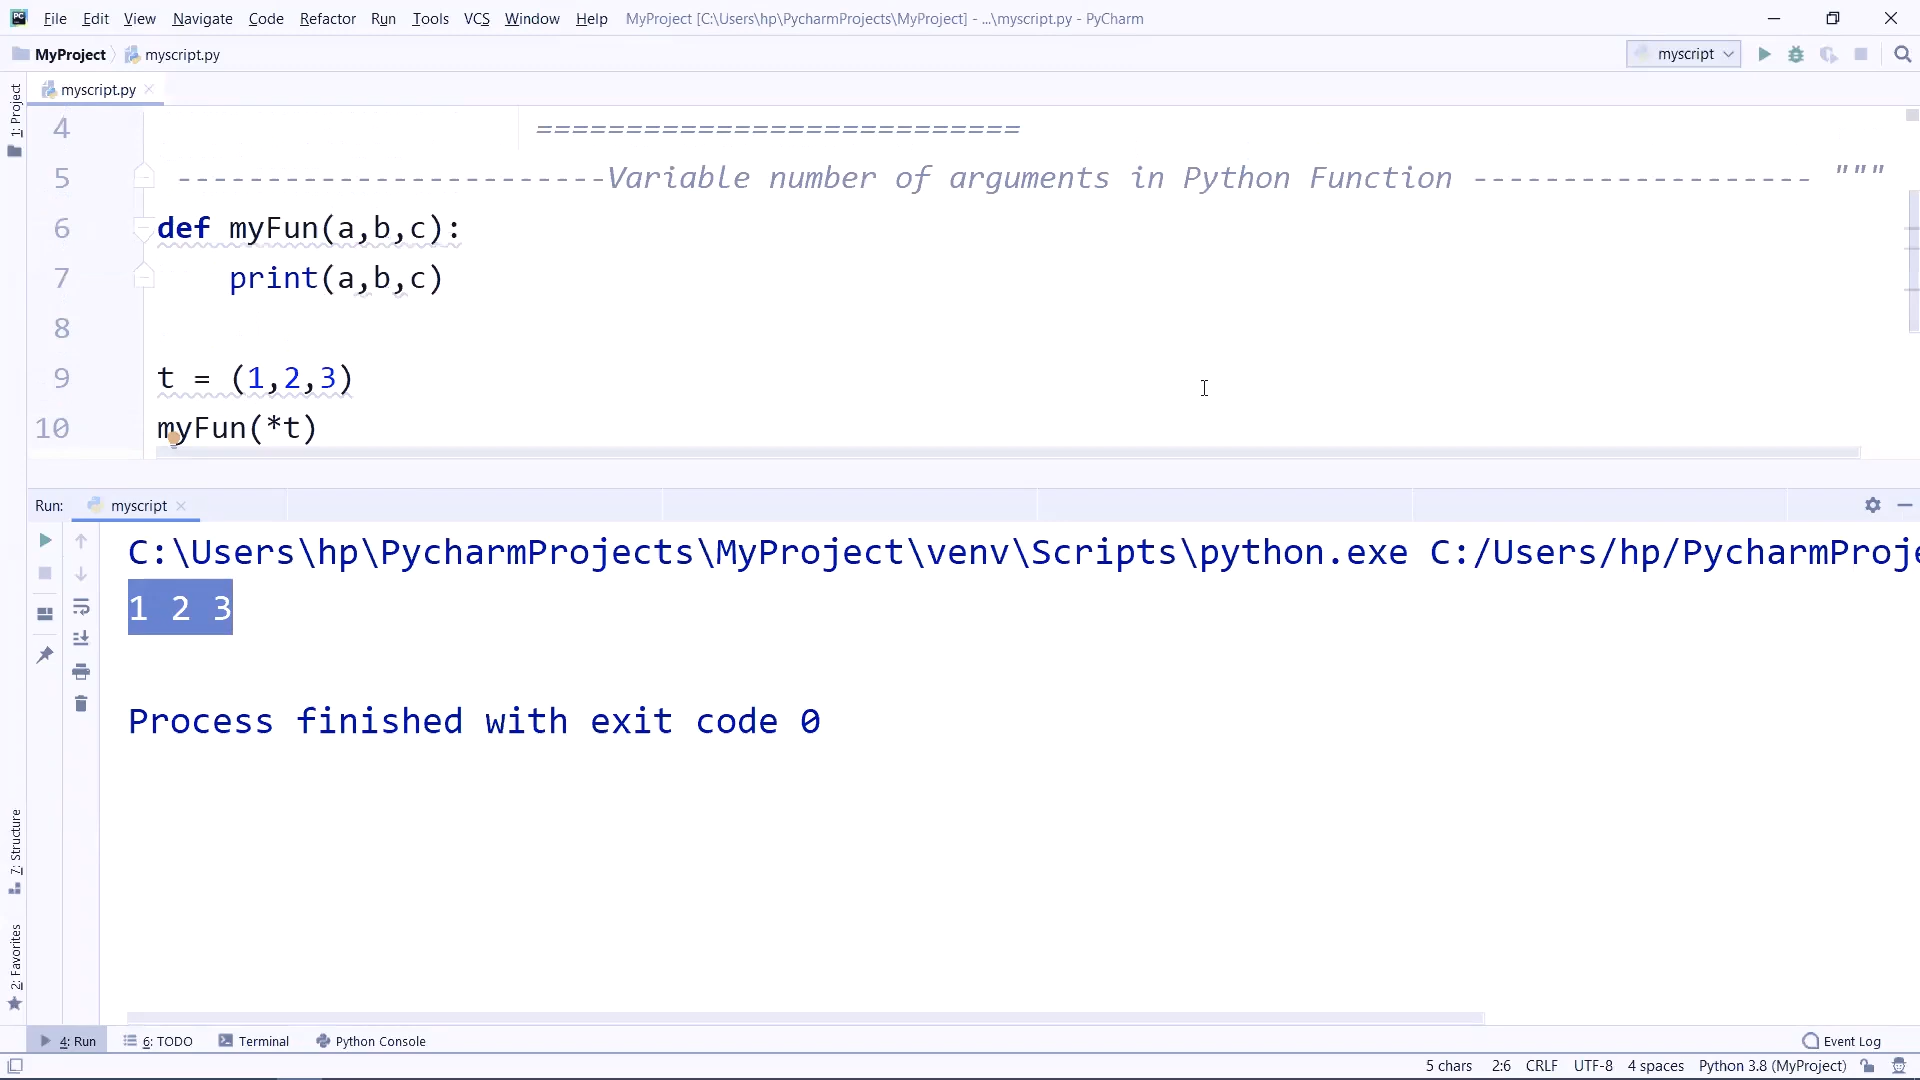 File Edit View Navigate Code Refactor Run Tools VCS Window Help MyProject [C:\Users\hp\PycharmProjects\MyProject] - ...\myscript.py - PyCharm
MyProject myscript.py myscript
myscript.py
1: Project
4 ===========================
5 ------------------------Variable number of arguments in Python Function ------------------- """
6 def myFun(a,b,c):
7 print(a,b,c)
8
9 t = (1,2,3)
10 myFun(*t)
Run: myscript
C:\Users\hp\PycharmProjects\MyProject\venv\Scripts\python.exe C:/Users/hp/PycharmProje
1 2 3
Process finished with exit code 0
7: Structure
2: Favorites
4: Run 6: TODO Terminal Python Console Event Log
5 chars 2:6 CRLF UTF-8 4 spaces Python 3.8 (MyProject)